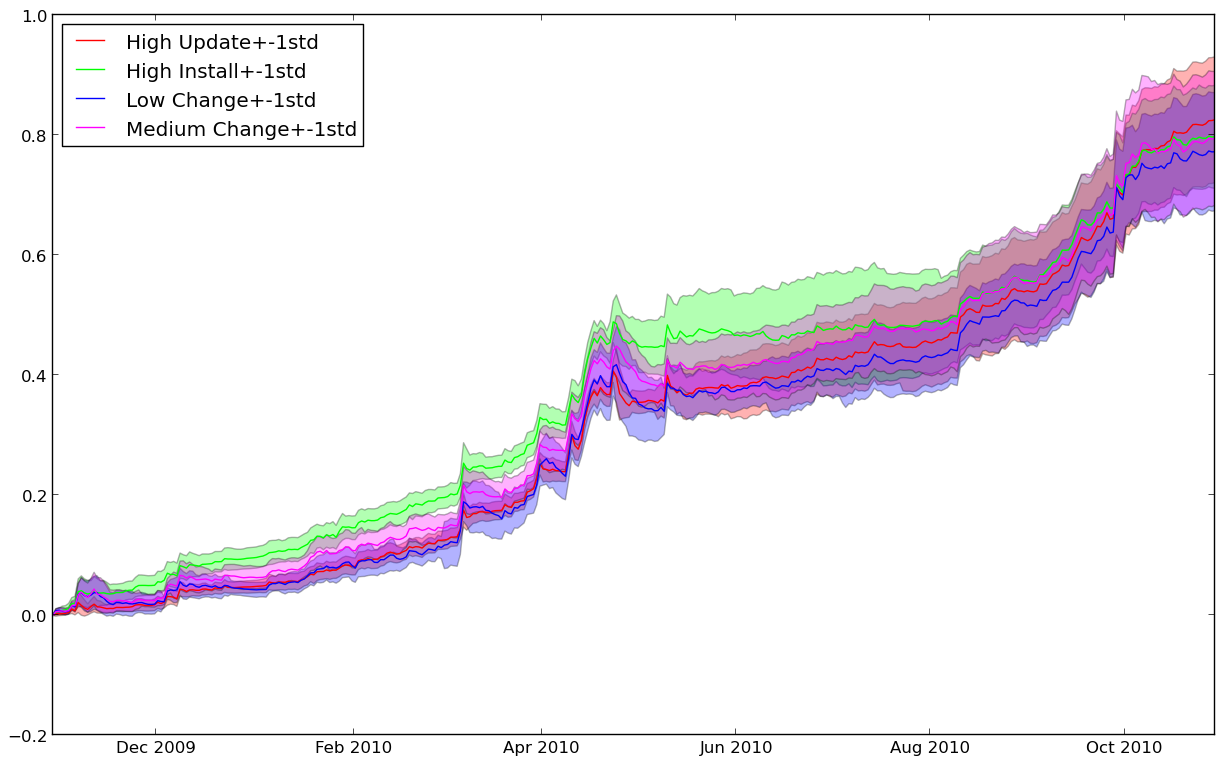 1.0
0.8
0.6
0.4
0.2
0.0
−0.2
High Update+-1std
High Install+-1std
Low Change+-1std
Medium Change+-1std
Dec 2009 Feb 2010 Apr 2010 Jun 2010 Aug 2010 Oct 2010